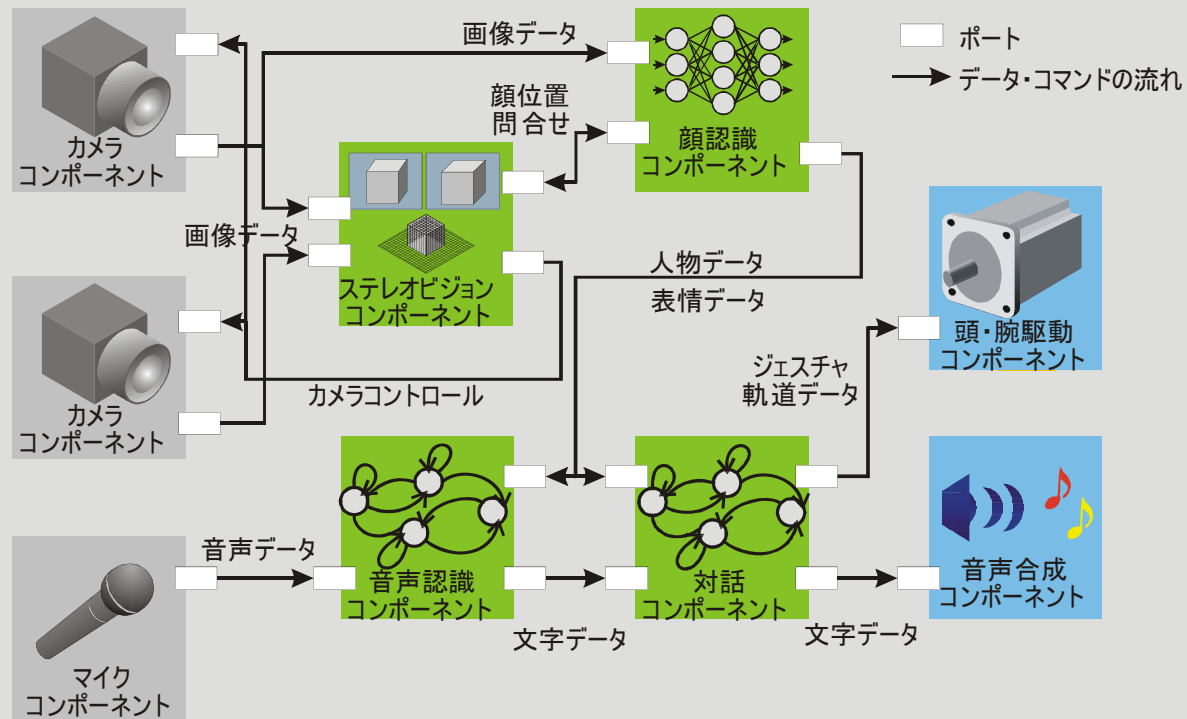 カメラ
コンポーネント
画像データ
顔位置
問合せ
顔認識
コンポーネント
ポート
データ・コマンドの流れ
画像データ
ステレオビジョン
コンポーネント
人物データ
表情データ
頭・腕駆動
コンポーネント
カメラ
コンポーネント
カメラコントロール
ジェスチャ
軌道データ
音声データ
音声認識
コンポーネント
文字データ
対話
コンポーネント
文字データ
音声合成
コンポーネント
マイク
コンポーネント